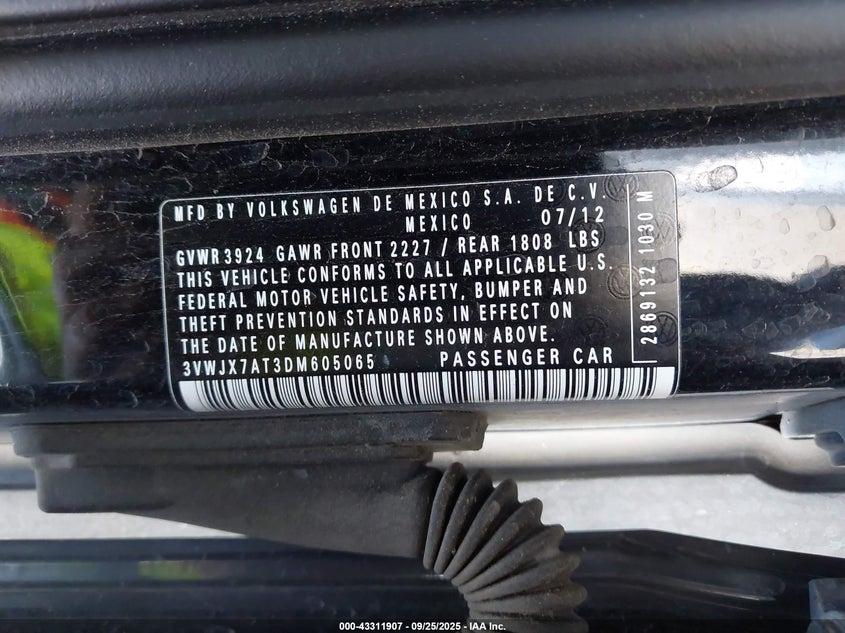 MFD BY VOLKSWAGEN DE MEXICO S.A. DE C.V.
MEXICO 07/12
GVWR 3924 GAWR FRONT 2227 / REAR 1808 LBS
THIS VEHICLE CONFORMS TO ALL APPLICABLE U.S.
FEDERAL MOTOR VEHICLE SAFETY, BUMPER AND
THEFT PREVENTION STANDARDS IN EFFECT ON
THE DATE OF MANUFACTURE SHOWN ABOVE.
3VWJX7AT3DM605065 PASSENGER CAR
2869132 1030 M
000-43311907 - 09/25/2025 - IAA Inc.